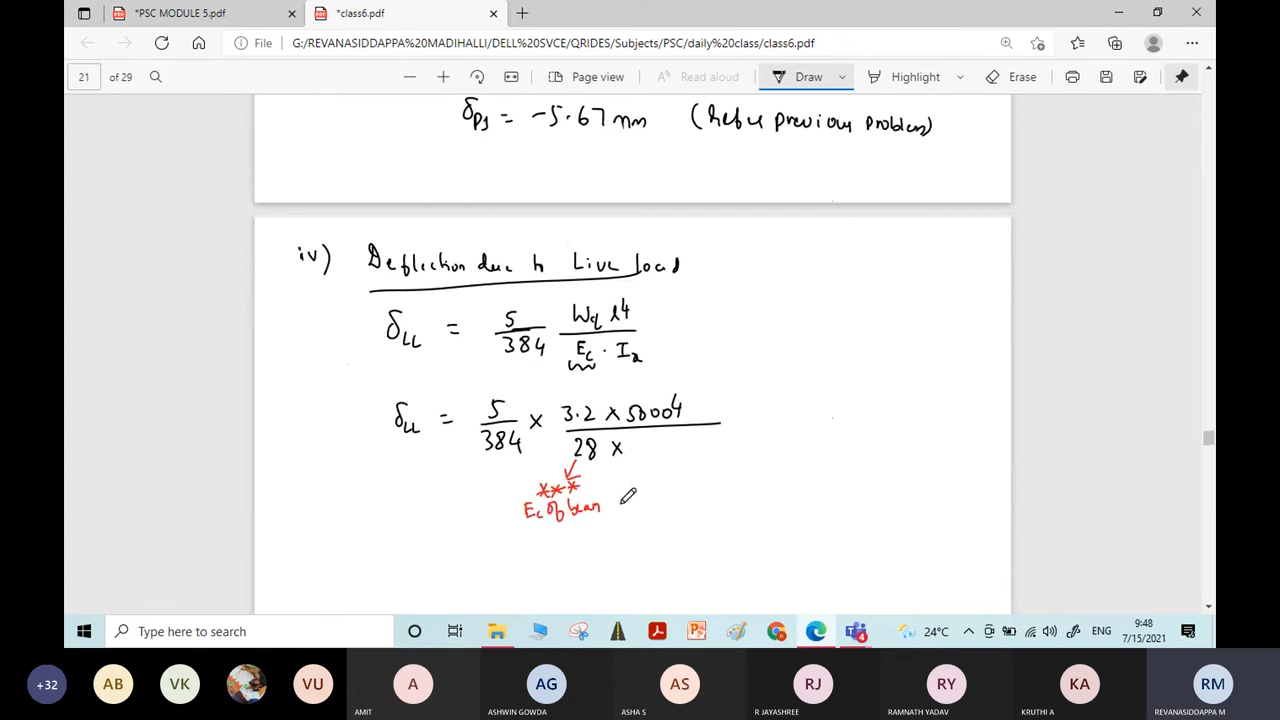 *PSC MODULE 5.pdf
*class6.pdf
File G:/REVANASIDDAPPA%20MADIHALLI/DELL%20SVCE/QRIDES/Subjects/PSC/daily%20class/class6.pdf
21 of 29
Page view
Read aloud
Draw
Highlight
Erase
δps = -5.67 mm (Refer previous problem)
iv) Deflection due to Live load
δLL = 5/384 Wq l⁴/Ec · Ix
δLL = 5/384 × 3.2 × 5000⁴/28 ×
***
Ec of beam
Type here to search
24°C
ENG
9:48
7/15/2021
4
+32
AB
VK
VU
A
AG
AS
RJ
RY
KA
RM
AMIT
ASHWIN GOWDA
ASHA S
R JAYASHREE
RAMNATH YADAV
KRUTHI A
REVANASIDDAPPA M